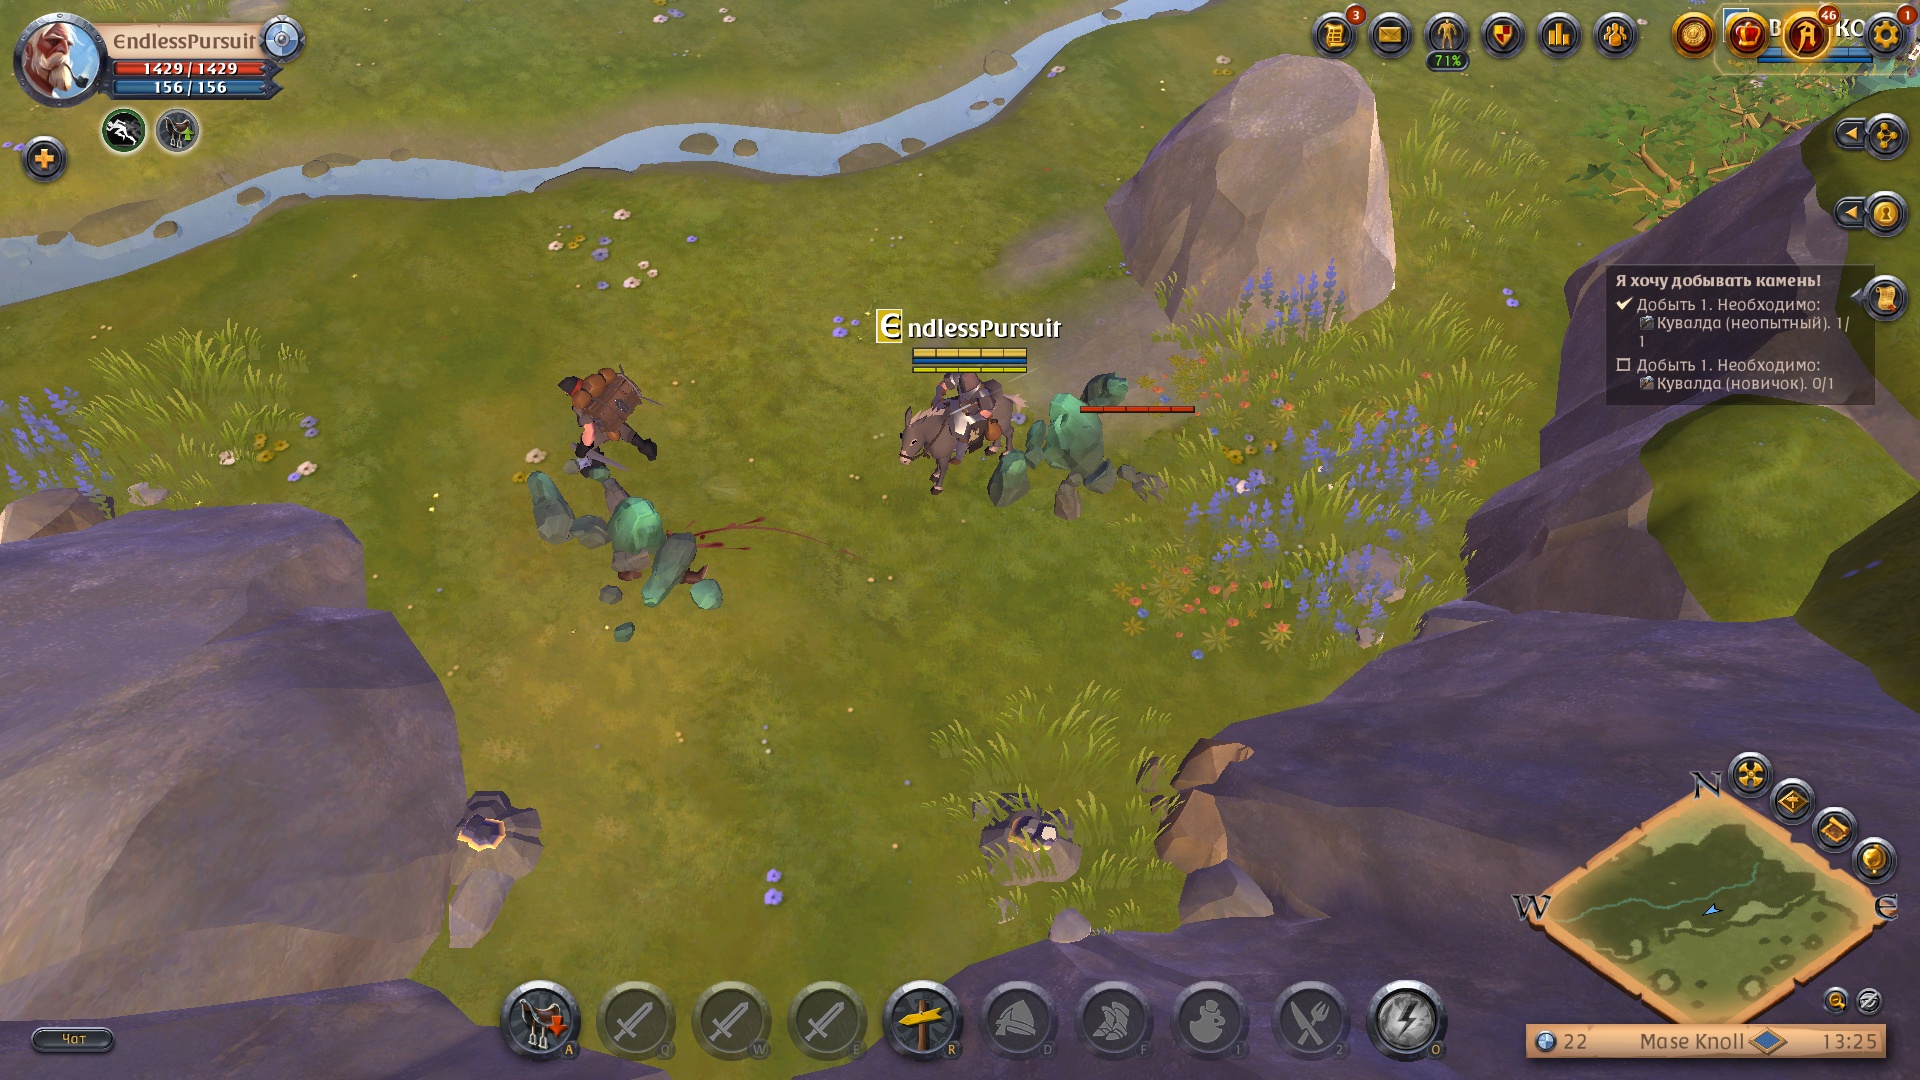 EndlessPursuit
1429 / 1429
156 / 156
3
71%
46
1
EndlessPursuit
Я хочу добывать камень!
Добыть 1. Необходимо:
Кувалда (неопытный). 1/
1
Добыть 1. Необходимо:
Кувалда (новичок). 0/1
N
W
E
A
Q
W
E
R
D
F
1
2
O
Чат
22
Mase Knoll
13:25